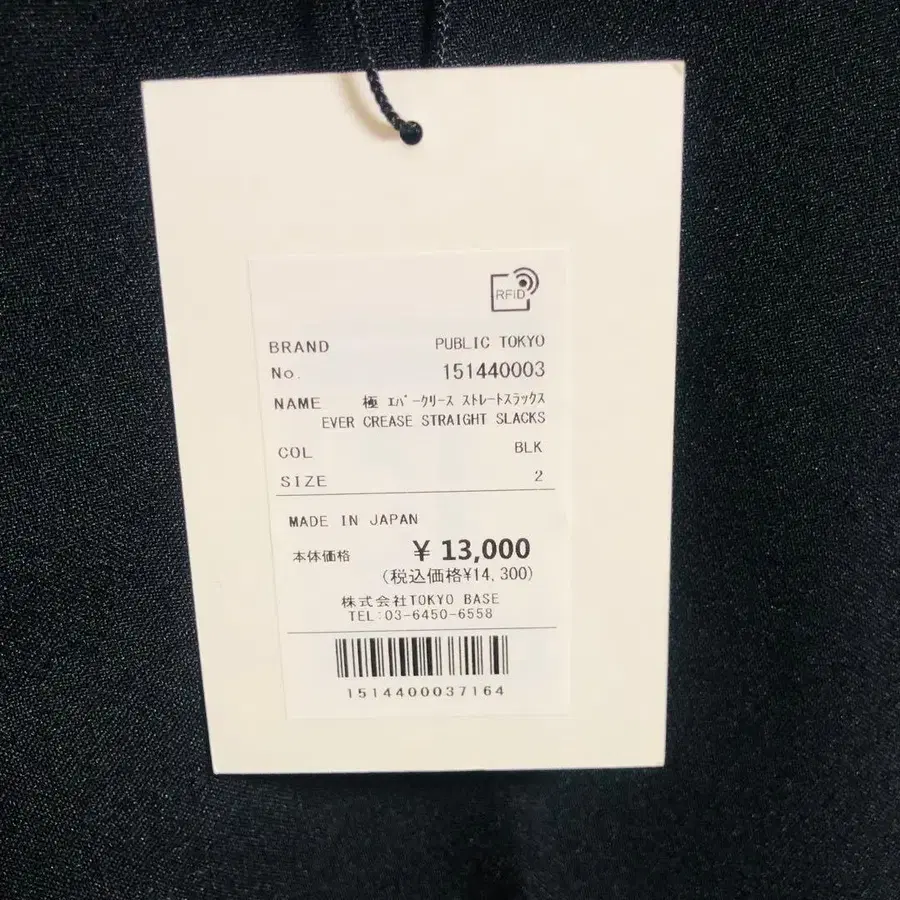 RFiD
BRAND PUBLIC TOKYO
No. 151440003
NAME 極 ｴﾊﾞｰｸﾘｰｽ ｽﾄﾚｰﾄｽﾗｯｸｽ
EVER CREASE STRAIGHT SLACKS
COL BLK
SIZE 2
MADE IN JAPAN
本体価格 ¥ 13,000
(税込価格¥14,300)
株式会社TOKYO BASE
TEL:03-6450-6558
1514400037164